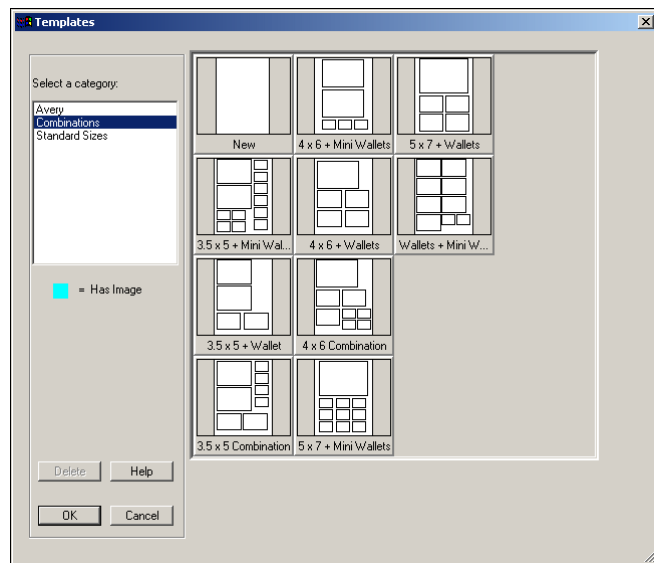 Templates
Select a category:
Avery
Combinations
Standard Sizes
= Has Image
Delete
Help
OK
Cancel
New
4 x 6 + Mini Wallets
5 x 7 + Wallets
3.5 x 5 + Mini Wal...
4 x 6 + Wallets
Wallets + Mini W...
3.5 x 5 + Wallet
4 x 6 Combination
3.5 x 5 Combination
5 x 7 + Mini Wallets